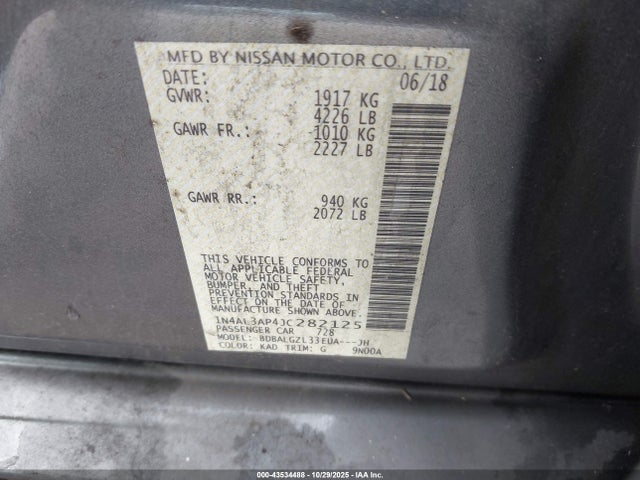 MFD BY NISSAN MOTOR CO., LTD.
DATE: 06/18
GVWR: 1917 KG
4226 LB
GAWR FR.: 1010 KG
2227 LB
GAWR RR.: 940 KG
2072 LB
THIS VEHICLE CONFORMS TO
ALL APPLICABLE FEDERAL
MOTOR VEHICLE SAFETY,
BUMPER, AND THEFT
PREVENTION STANDARDS IN
EFFECT ON THE DATE OF
MANUFACTURE SHOWN ABOVE.
1N4AL3AP4JC282125
PASSENGER CAR 728
MODEL: BDBALGZL33EUA---JH
COLOR: KAD TRIM: G 9N00A
000-43534488 | 10/29/2025 | IAA Inc.